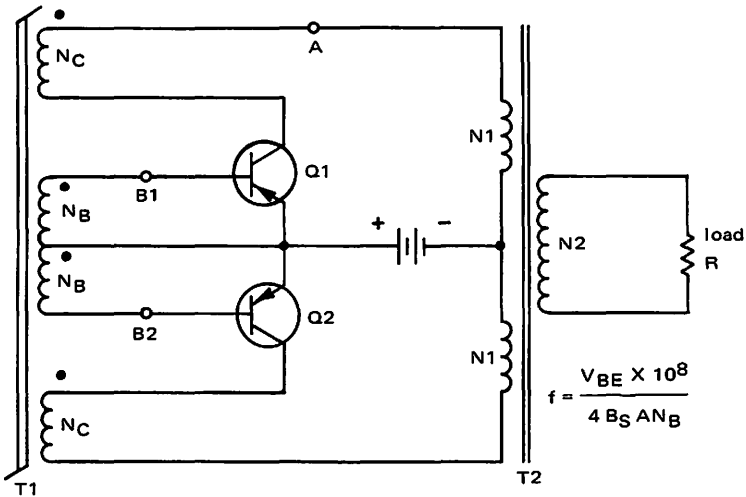 A
N_C
N1
Q1
B1
N_B
+
-
load
R
N2
N_B
B2
Q2
N1
f = V_BE X 10^8 / 4 B_S AN_B
N_C
T2
T1